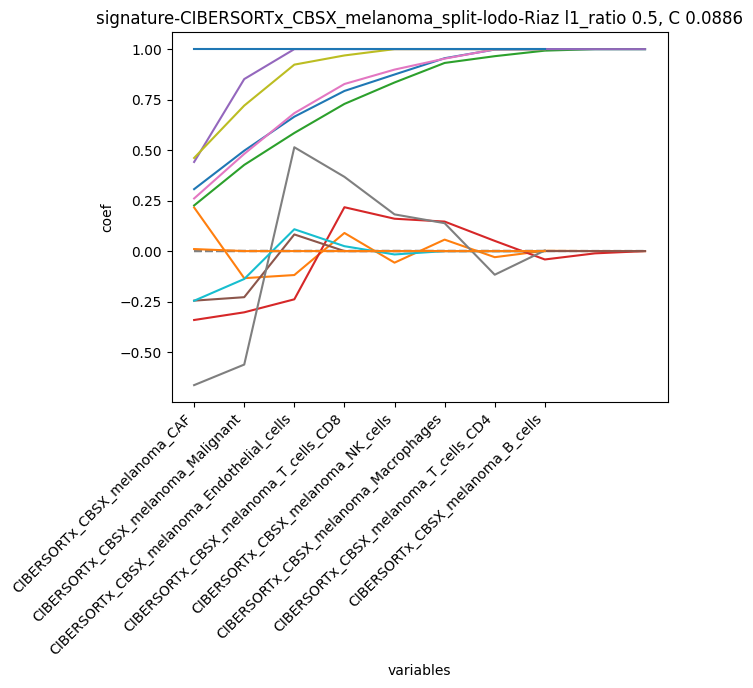 signature-CIBERSORTx_CBSX_melanoma_split-lodo-Riaz l1_ratio 0.5, C 0.0886
1.00
0.75
0.50
0.25
0.00
−0.25
−0.50
coef
CIBERSORTx_CBSX_melanoma_CAF
CIBERSORTx_CBSX_melanoma_Malignant
CIBERSORTx_CBSX_melanoma_Endothelial_cells
CIBERSORTx_CBSX_melanoma_T_cells_CD8
CIBERSORTx_CBSX_melanoma_NK_cells
CIBERSORTx_CBSX_melanoma_Macrophages
CIBERSORTx_CBSX_melanoma_T_cells_CD4
CIBERSORTx_CBSX_melanoma_B_cells
variables